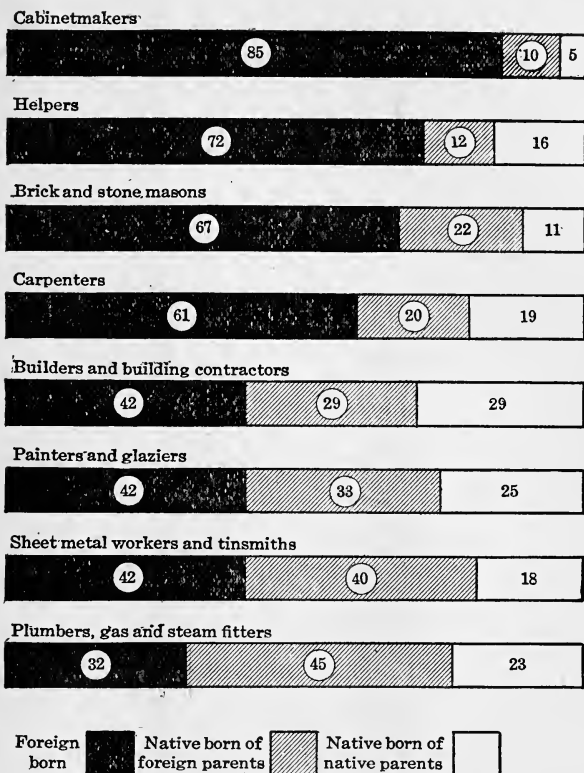 Cabinetmakers
85 10 5
Helpers
72 12 16
Brick and stone masons
67 22 11
Carpenters
61 20 19
Builders and building contractors
42 29 29
Painters and glaziers
42 33 25
Sheet metal workers and tinsmiths
42 40 18
Plumbers, gas and steam fitters
32 45 23
Foreign born
Native born of foreign parents
Native born of native parents